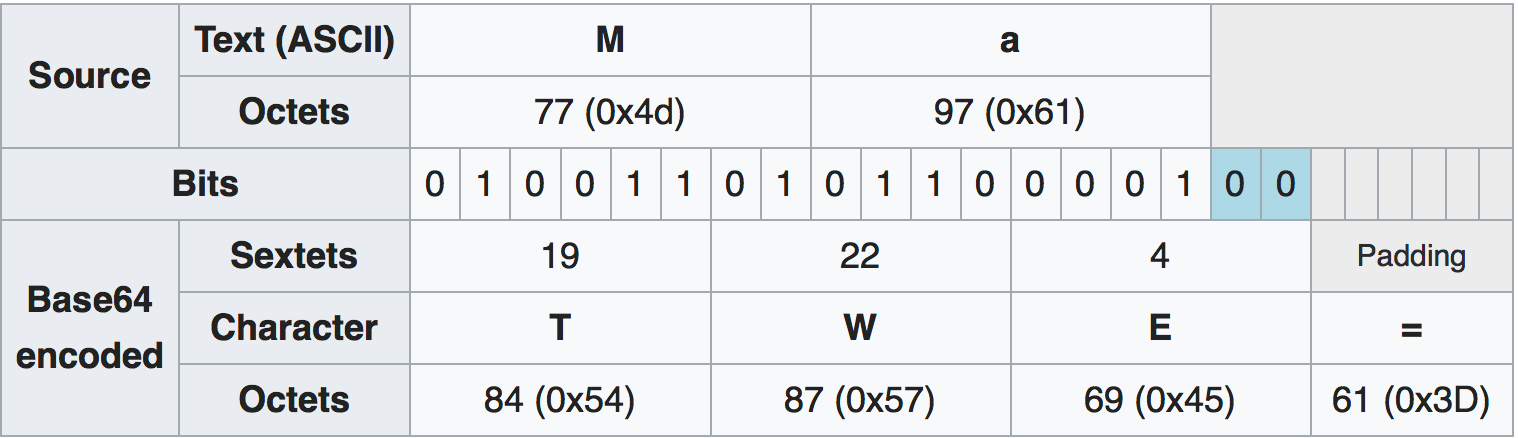 Source Text (ASCII) M a
Octets 77 (0x4d) 97 (0x61)
Bits 0 1 0 0 1 1 0 1 0 1 1 0 0 0 0 1 0 0
Base64 encoded Sextets 19 22 4 Padding
Character T W E =
Octets 84 (0x54) 87 (0x57) 69 (0x45) 61 (0x3D)